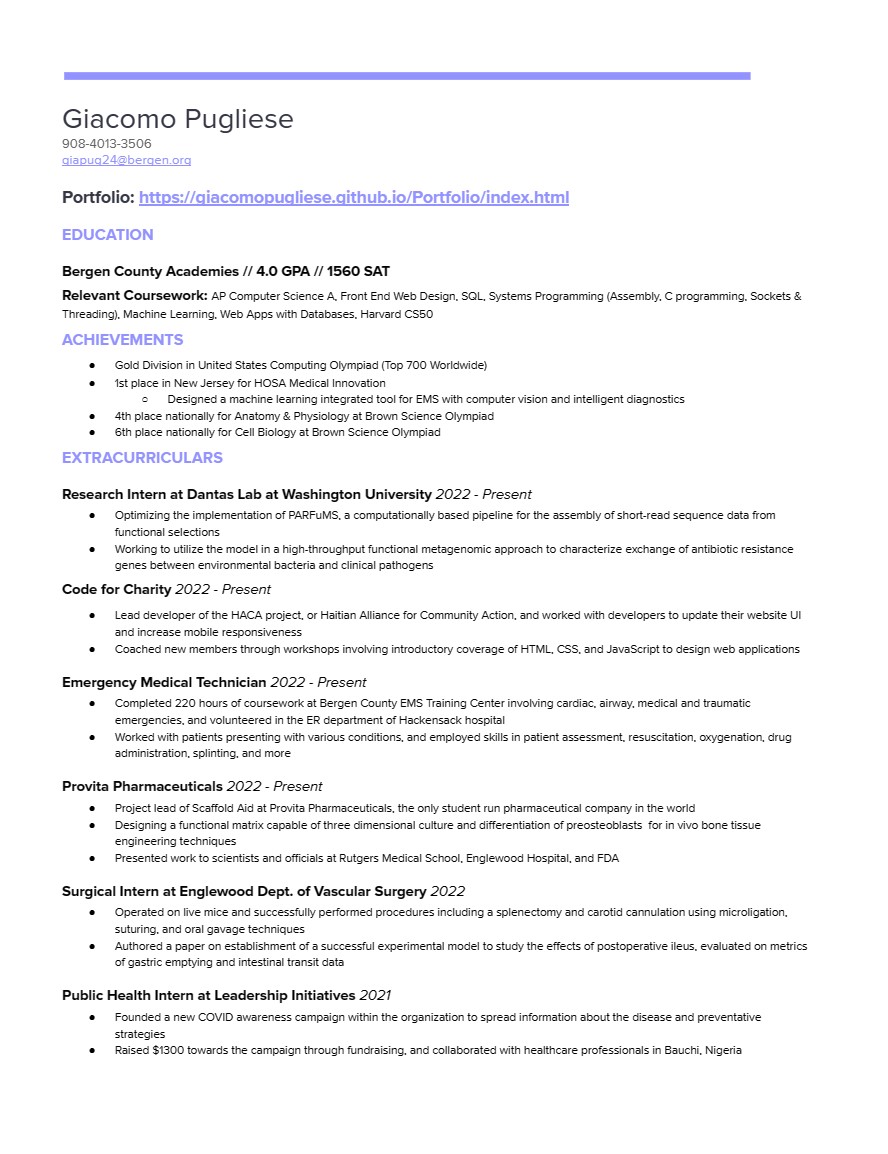 Giacomo Pugliese
908-4013-3506
giapug24@bergen.org
Portfolio: https://giacomopugliese.github.io/Portfolio/index.html
EDUCATION
Bergen County Academies // 4.0 GPA // 1560 SAT
Relevant Coursework: AP Computer Science A, Front End Web Design, SQL, Systems Programming (Assembly, C programming, Sockets &
Threading), Machine Learning, Web Apps with Databases, Harvard CS50
ACHIEVEMENTS
● Gold Division in United States Computing Olympiad (Top 700 Worldwide)
● 1st place in New Jersey for HOSA Medical Innovation
○ Designed a machine learning integrated tool for EMS with computer vision and intelligent diagnostics
● 4th place nationally for Anatomy & Physiology at Brown Science Olympiad
● 6th place nationally for Cell Biology at Brown Science Olympiad
EXTRACURRICULARS
Research Intern at Dantas Lab at Washington University 2022 - Present
● Optimizing the implementation of PARFuMS, a computationally based pipeline for the assembly of short-read sequence data from
functional selections
● Working to utilize the model in a high-throughput functional metagenomic approach to characterize exchange of antibiotic resistance
genes between environmental bacteria and clinical pathogens
Code for Charity 2022 - Present
● Lead developer of the HACA project, or Haitian Alliance for Community Action, and worked with developers to update their website UI
and increase mobile responsiveness
● Coached new members through workshops involving introductory coverage of HTML, CSS, and JavaScript to design web applications
Emergency Medical Technician 2022 - Present
● Completed 220 hours of coursework at Bergen County EMS Training Center involving cardiac, airway, medical and traumatic
emergencies, and volunteered in the ER department of Hackensack hospital
● Worked with patients presenting with various conditions, and employed skills in patient assessment, resuscitation, oxygenation, drug
administration, splinting, and more
Provita Pharmaceuticals 2022 - Present
● Project lead of Scaffold Aid at Provita Pharmaceuticals, the only student run pharmaceutical company in the world
● Designing a functional matrix capable of three dimensional culture and differentiation of preosteoblasts  for in vivo bone tissue
engineering techniques
● Presented work to scientists and officials at Rutgers Medical School, Englewood Hospital, and FDA
Surgical Intern at Englewood Dept. of Vascular Surgery 2022
● Operated on live mice and successfully performed procedures including a splenectomy and carotid cannulation using microligation,
suturing, and oral gavage techniques
● Authored a paper on establishment of a successful experimental model to study the effects of postoperative ileus, evaluated on metrics
of gastric emptying and intestinal transit data
Public Health Intern at Leadership Initiatives 2021
● Founded a new COVID awareness campaign within the organization to spread information about the disease and preventative
strategies
● Raised $1300 towards the campaign through fundraising, and collaborated with healthcare professionals in Bauchi, Nigeria